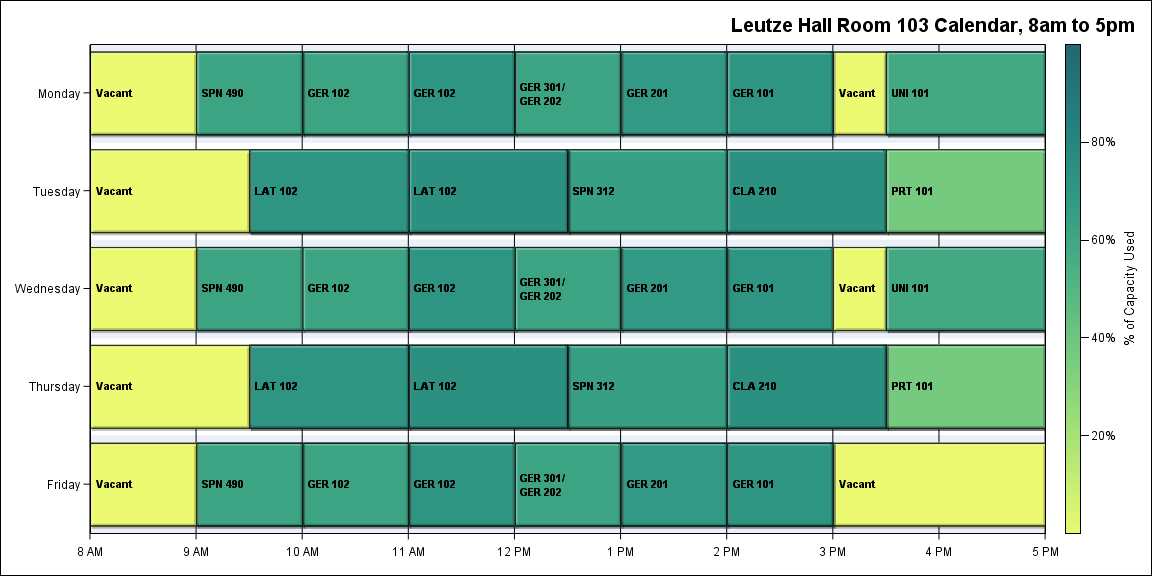 Leutze Hall Room 103 Calendar, 8am to 5pm
Monday
Vacant
SPN 490
GER 102
GER 102
GER 301/
GER 202
GER 201
GER 101
Vacant
UNI 101
Tuesday
Vacant
LAT 102
LAT 102
SPN 312
CLA 210
PRT 101
Wednesday
Vacant
SPN 490
GER 102
GER 102
GER 301/
GER 202
GER 201
GER 101
Vacant
UNI 101
Thursday
Vacant
LAT 102
LAT 102
SPN 312
CLA 210
PRT 101
Friday
Vacant
SPN 490
GER 102
GER 102
GER 301/
GER 202
GER 201
GER 101
Vacant
8 AM
9 AM
10 AM
11 AM
12 PM
1 PM
2 PM
3 PM
4 PM
5 PM
80%
60%
40%
20%
% of Capacity Used